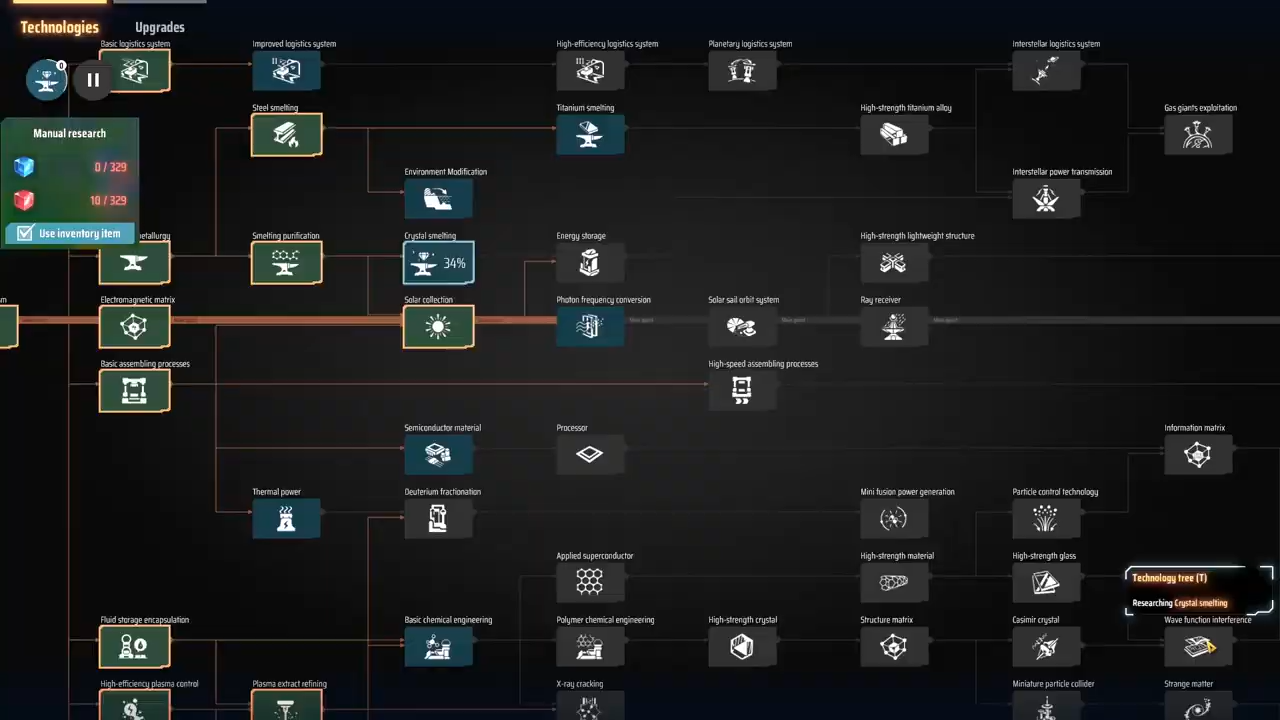 Technologies
Upgrades
Basic logistics system
Improved logistics system
High-efficiency logistics system
Planetary logistics system
Interstellar logistics system
0
Steel smelting
Titanium smelting
High-strength titanium alloy
Gas giants exploitation
Manual research
0 / 329
10 / 329
Use inventory item
Environment Modification
Interstellar power transmission
etallurgy
Smelting purification
Crystal smelting
34%
Energy storage
High-strength lightweight structure
sm
Electromagnetic matrix
Solar collection
Photon frequency conversion
Solar sail orbit system
Ray receiver
Basic assembling processes
High-speed assembling processes
Semiconductor material
Processor
Information matrix
Thermal power
Deuterium fractionation
Mini fusion power generation
Particle control technology
Applied superconductor
High-strength material
High-strength glass
Technology tree (T)
Researching Crystal smelting
Fluid storage encapsulation
Basic chemical engineering
Polymer chemical engineering
High-strength crystal
Structure matrix
Casimir crystal
Wave function interference
High-efficiency plasma control
Plasma extract refining
X-ray cracking
Miniature particle collider
Strange matter